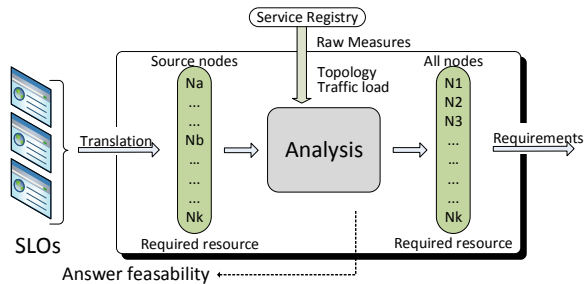 Service Registry
Raw Measures
Source nodes
Topology
Traffic load
All nodes
Na
...
...
Nb
...
...
...
Nk
Translation
Analysis
N1
N2
N3
...
...
...
...
Nk
Requirements
SLOs
Required resource
Required resource
Answer feasability